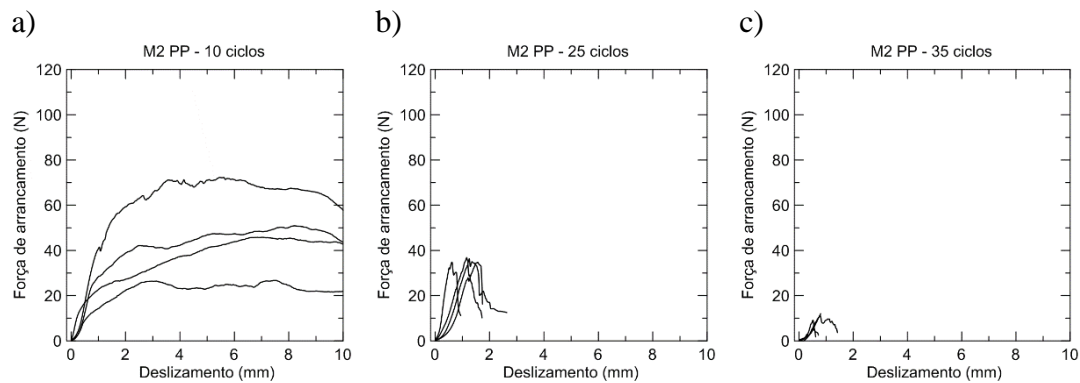 a)
M2 PP - 10 ciclos
120
100
80
60
40
20
0
Força de arrancamento (N)
0 2 4 6 8 10
Deslizamento (mm)
b)
M2 PP - 25 ciclos
120
100
80
60
40
20
0
Força de arrancamento (N)
0 2 4 6 8 10
Deslizamento (mm)
c)
M2 PP - 35 ciclos
120
100
80
60
40
20
0
Força de arrancamento (N)
0 2 4 6 8 10
Deslizamento (mm)